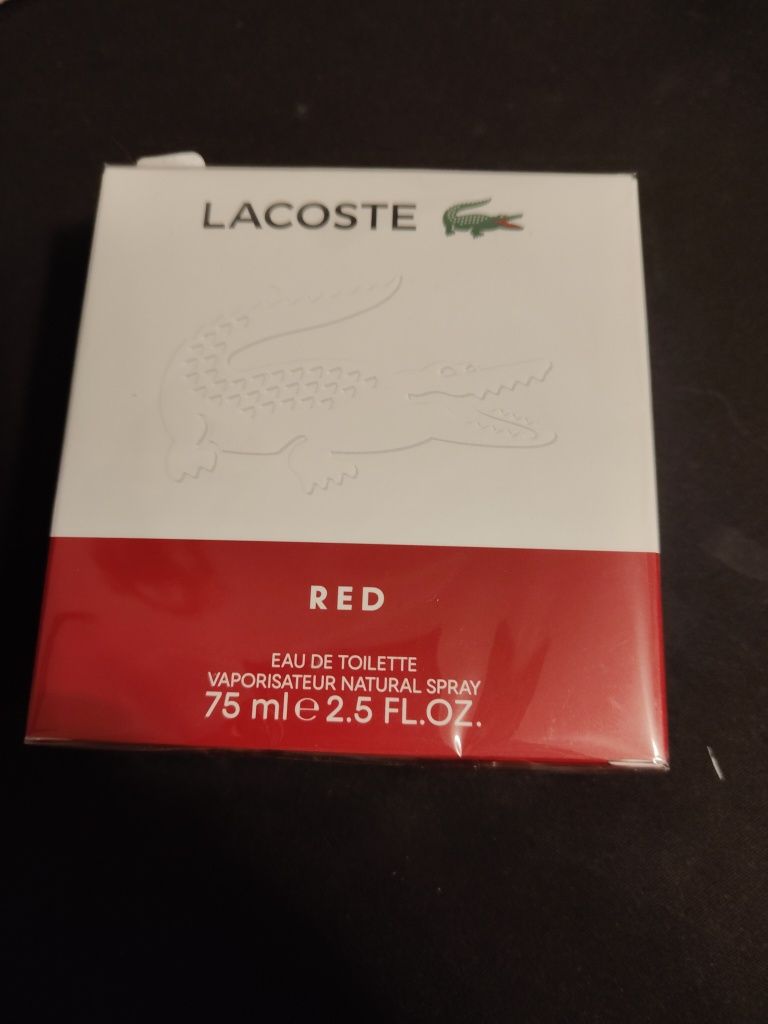 LACOSTE
RED
EAU DE TOILETTE
VAPORISATEUR NATURAL SPRAY
75 ml e 2.5 FL.OZ.